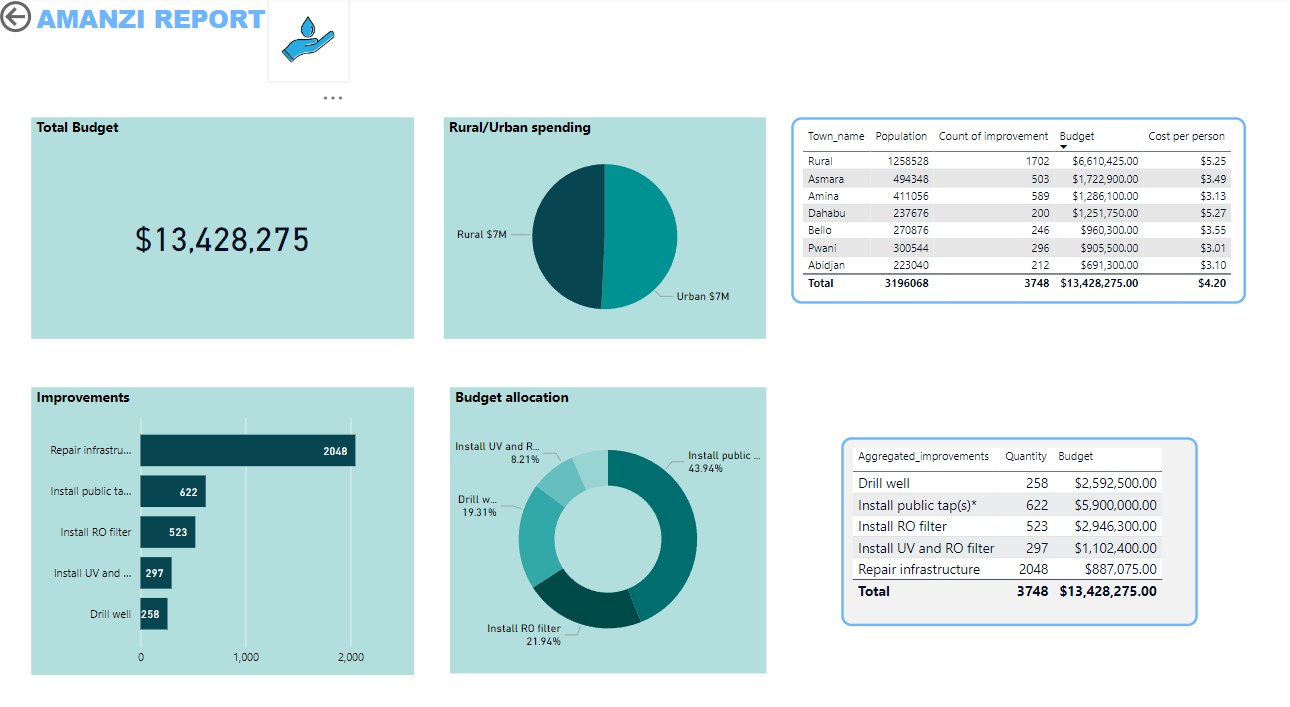 AMANZI REPORT
...
Total Budget
$13,428,275
Rural/Urban spending
Rural $7M
Urban $7M
Town_name Population Count of improvement Budget Cost per person
Rural 1258528 1702 $6,610,425.00 $5.25
Asmara 494348 503 $1,722,900.00 $3.49
Amina 411056 589 $1,286,100.00 $3.13
Dahabu 237676 200 $1,251,750.00 $5.27
Bello 270876 246 $960,300.00 $3.55
Pwani 300544 296 $905,500.00 $3.01
Abidjan 223040 212 $691,300.00 $3.10
Total 3196068 3748 $13,428,275.00 $4.20
Improvements
Repair infrastru... 2048
Install public ta... 622
Install RO filter 523
Install UV and ... 297
Drill well 258
0 1,000 2,000
Budget allocation
Install UV and R...
8.21%
Install public ...
43.94%
Drill w...
19.31%
Install RO filter
21.94%
Aggregated_improvements Quantity Budget
Drill well 258 $2,592,500.00
Install public tap(s)* 622 $5,900,000.00
Install RO filter 523 $2,946,300.00
Install UV and RO filter 297 $1,102,400.00
Repair infrastructure 2048 $887,075.00
Total 3748 $13,428,275.00